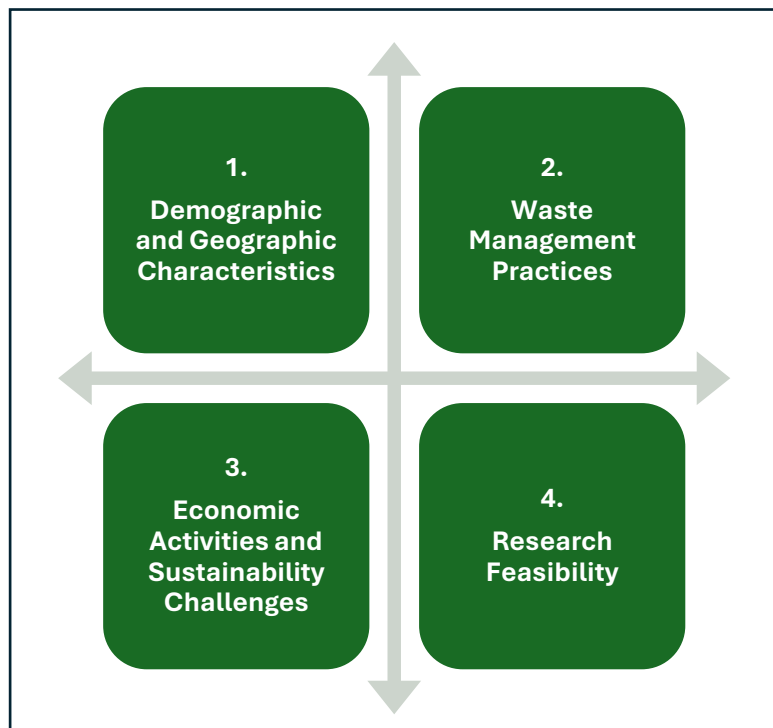 1.
Demographic
and Geographic
Characteristics
2.
Waste
Management
Practices
3.
Economic
Activities and
Sustainability
Challenges
4.
Research
Feasibility